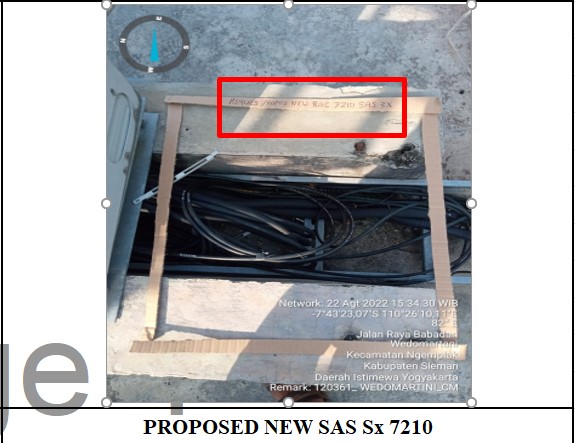 N
E
S
W
NEW 7210 SAS SX
Network: 22 Agt 2022 15.34.30 WIB
-7°43'23,07"S 110°26'10,11"E
82° E
Jalan Raya Babadan
Wedomartani
Kecamatan Ngemplak
Kabupaten Sleman
Daerah Istimewa Yogyakarta
Remark: 120361_ WEDOMARTINI_CM
ge
PROPOSED NEW SAS Sx 7210